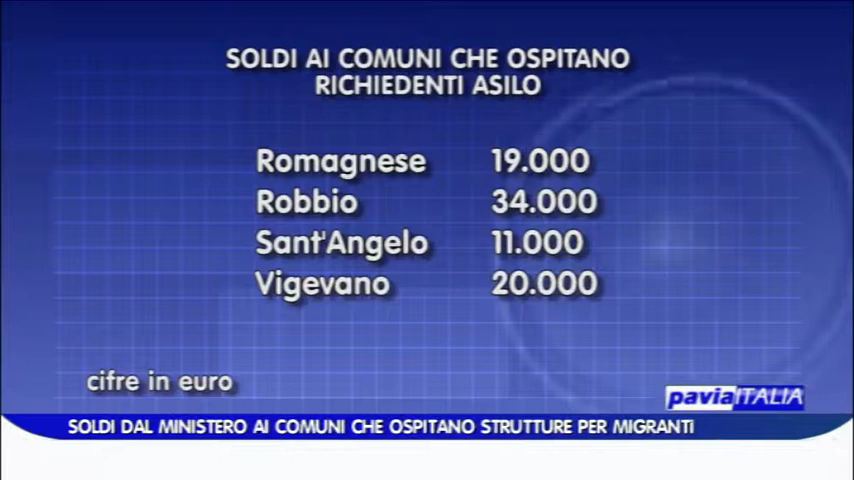 SOLDI AI COMUNI CHE OSPITANO
RICHIEDENTI ASILO
Romagnese 19.000
Robbio 34.000
Sant'Angelo 11.000
Vigevano 20.000
cifre in euro
paviaITALIA
SOLDI DAL MINISTERO AI COMUNI CHE OSPITANO STRUTTURE PER MIGRANTI